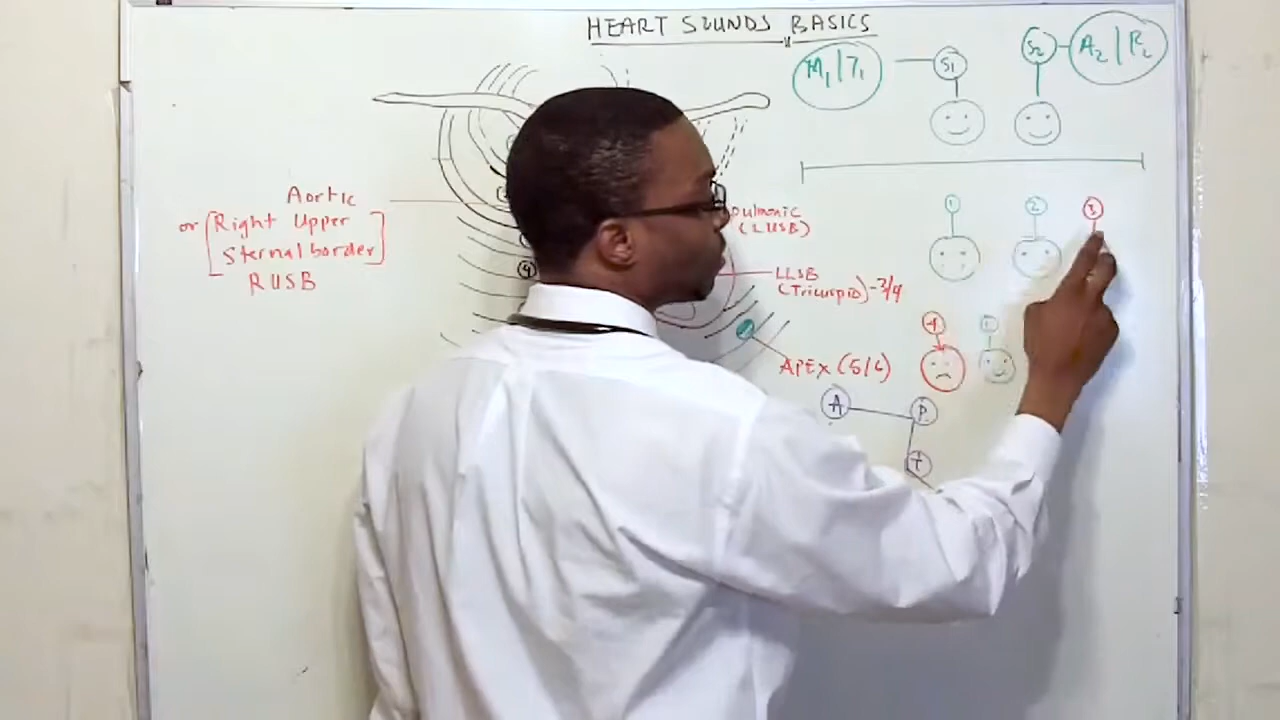 HEART SOUNDS BASICS
M1/T1
S1
S2
A2/P2
Aortic
or [Right Upper
Sternal border]
RUSB
pulmonic
(LUSB)
LLSB
(Tricuspid) - 3/4
APEX (5/6)
1
2
3
4
1
A
P
T
4